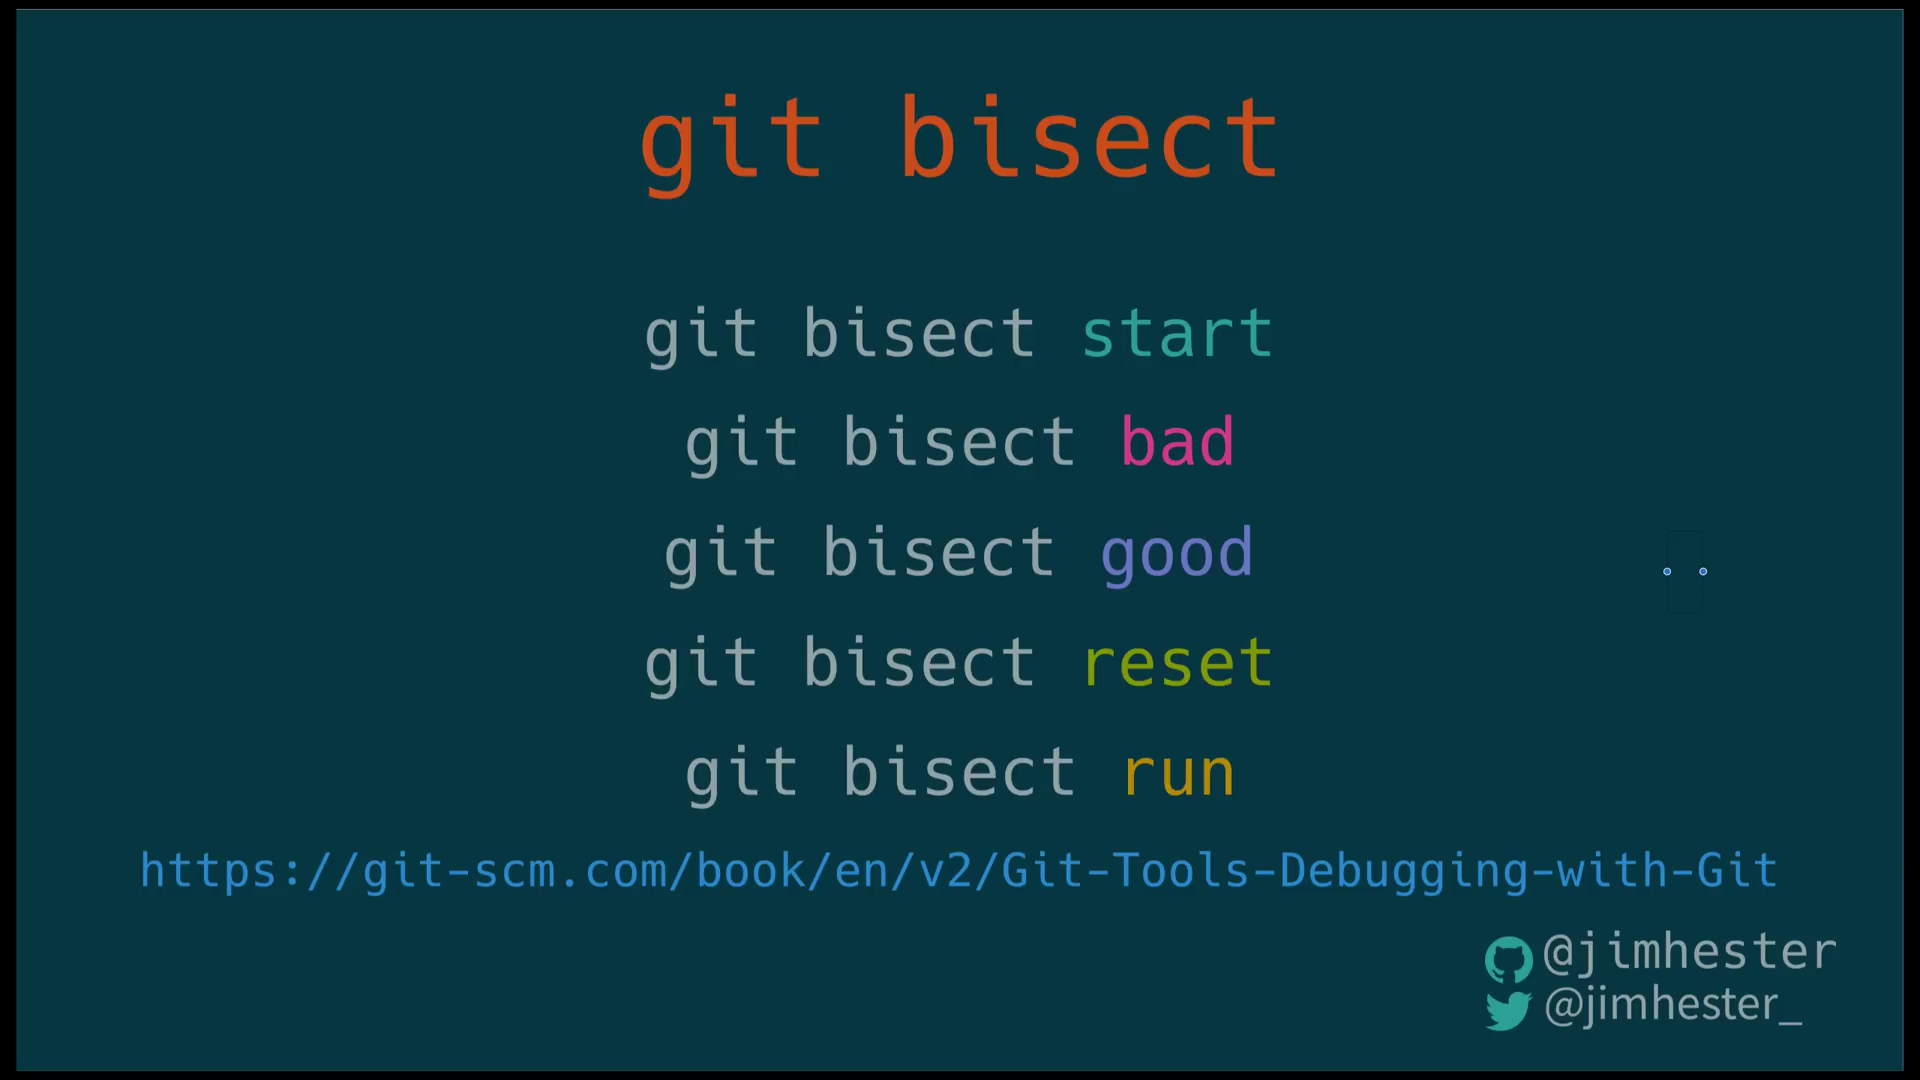 git bisect
git bisect start
git bisect bad
git bisect good
git bisect reset
git bisect run
https://git-scm.com/book/en/v2/Git-Tools-Debugging-with-Git
@jimhester
@jimhester_